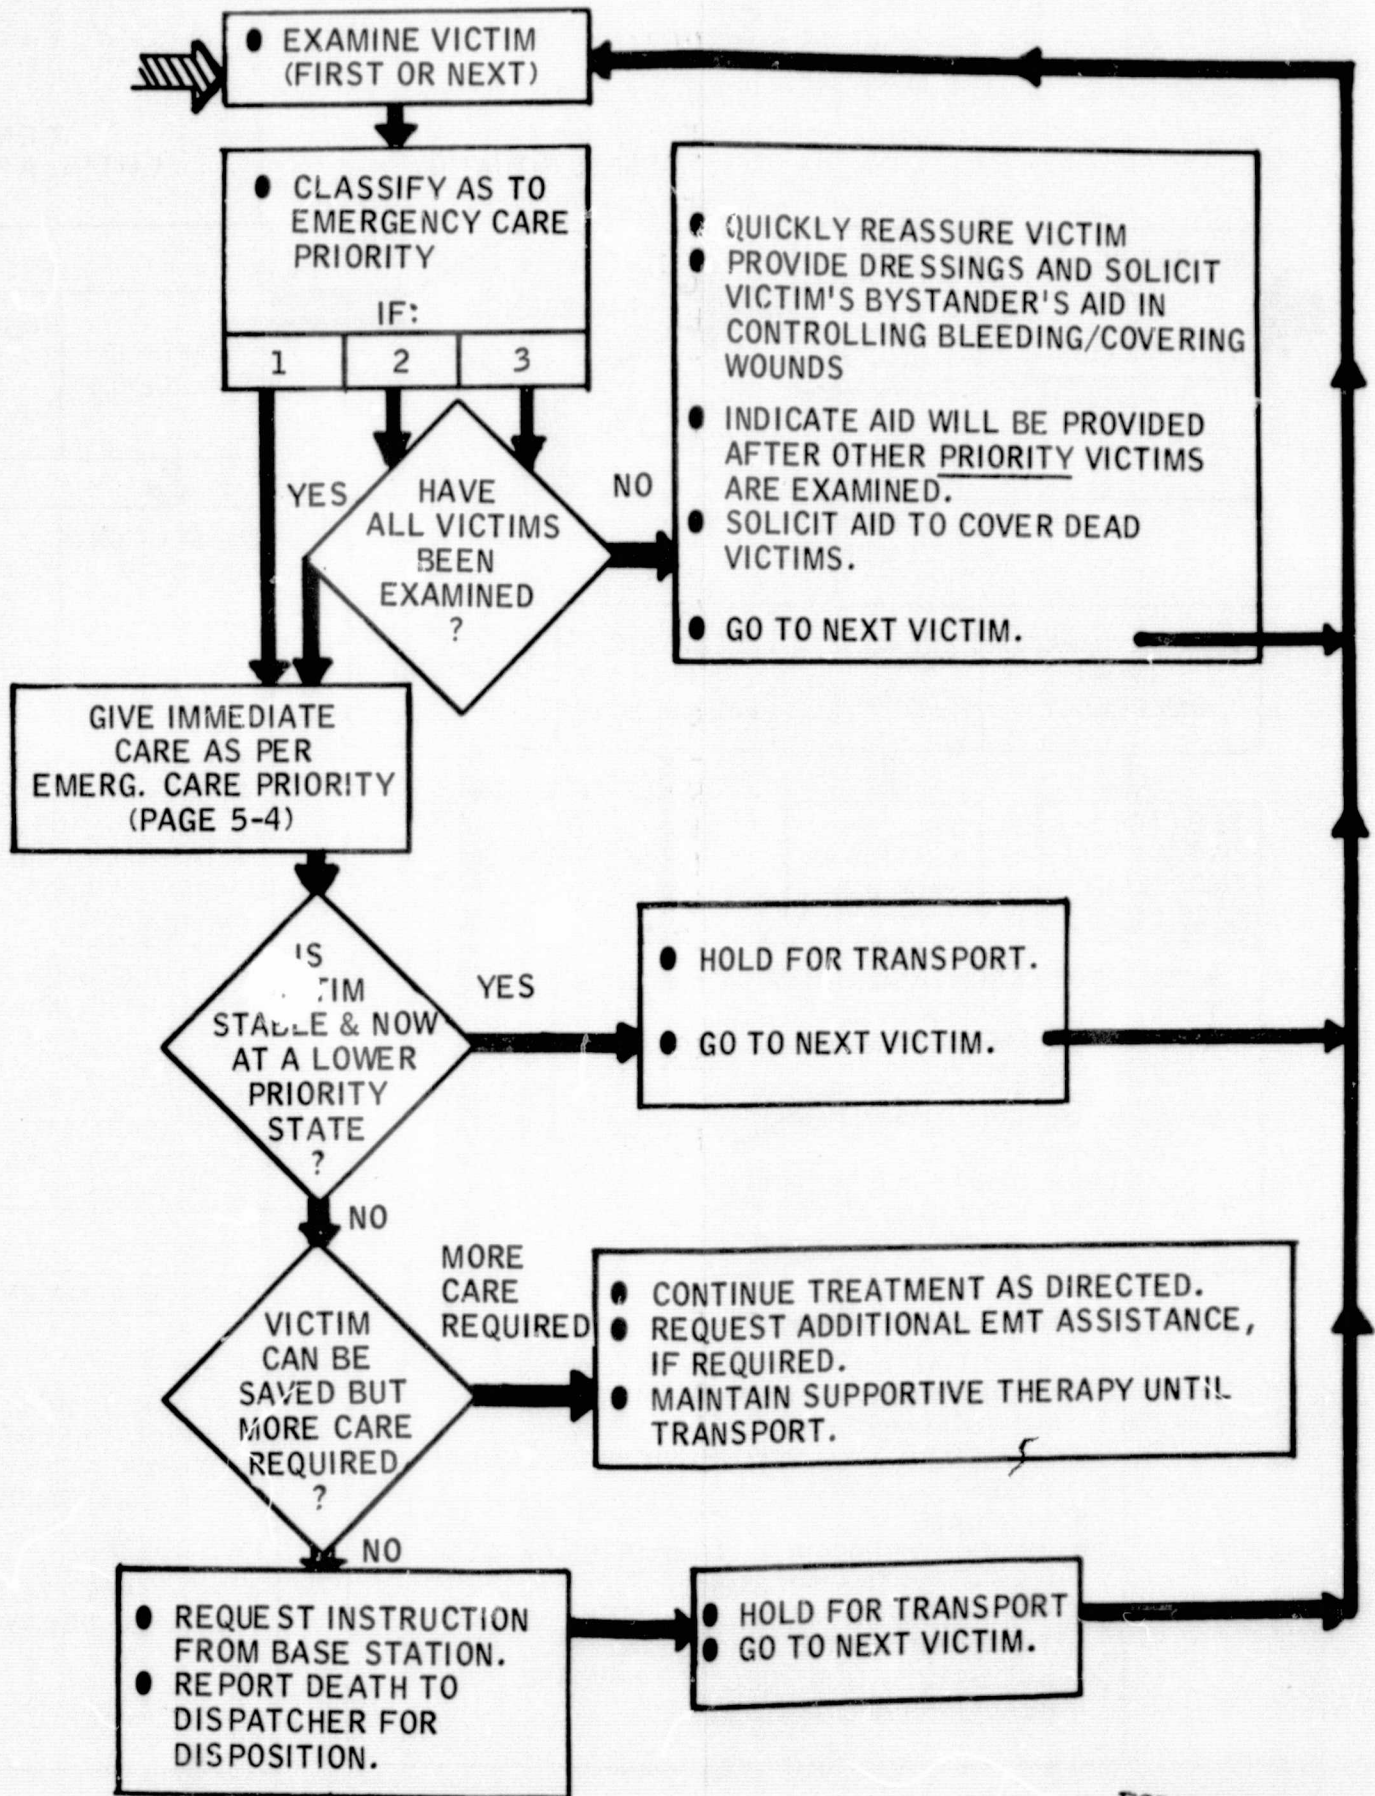 ● EXAMINE VICTIM
(FIRST OR NEXT)
● CLASSIFY AS TO
EMERGENCY CARE
PRIORITY
IF:
1 2 3
● QUICKLY REASSURE VICTIM
● PROVIDE DRESSINGS AND SOLICIT
VICTIM'S BYSTANDER'S AID IN
CONTROLLING BLEEDING/COVERING
WOUNDS
● INDICATE AID WILL BE PROVIDED
AFTER OTHER PRIORITY VICTIMS
ARE EXAMINED.
● SOLICIT AID TO COVER DEAD
VICTIMS.
● GO TO NEXT VICTIM.
YES
HAVE
ALL VICTIMS
BEEN
EXAMINED
?
NO
GIVE IMMEDIATE
CARE AS PER
EMERG. CARE PRIORITY
(PAGE 5-4)
IS
STABLE & NOW
AT A LOWER
PRIORITY
STATE
?
YES
● HOLD FOR TRANSPORT.
● GO TO NEXT VICTIM.
NO
VICTIM
CAN BE
SAVED BUT
MORE CARE
REQUIRED
?
MORE
CARE
REQUIRED
● CONTINUE TREATMENT AS DIRECTED.
● REQUEST ADDITIONAL EMT ASSISTANCE,
IF REQUIRED.
● MAINTAIN SUPPORTIVE THERAPY UNTIL
TRANSPORT.
NO
● REQUEST INSTRUCTION
FROM BASE STATION.
● REPORT DEATH TO
DISPATCHER FOR
DISPOSITION.
● HOLD FOR TRANSPORT
● GO TO NEXT VICTIM.